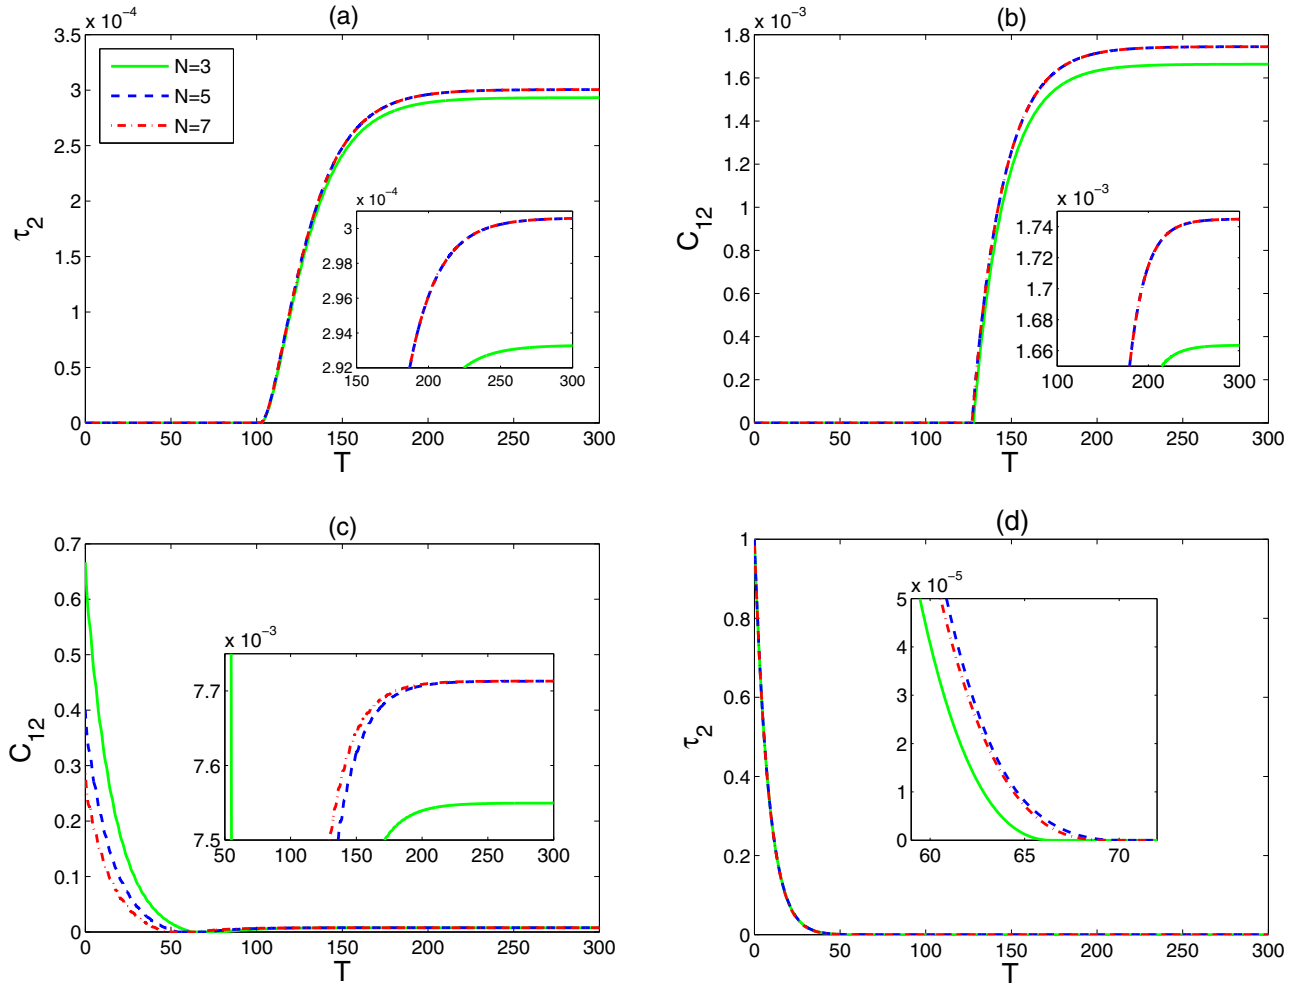 (a)
x 10⁻⁴
3.5
3
2.5
2
1.5
1
0.5
0
τ₂
N=3
N=5
N=7
x 10⁻⁴
3
2.98
2.96
2.94
2.92
150 200 250 300
0 50 100 150 200 250 300
T
(b)
x 10⁻³
1.8
1.6
1.4
1.2
1
0.8
0.6
0.4
0.2
0
C₁₂
x 10⁻³
1.74
1.72
1.7
1.68
1.66
100 200 300
0 50 100 150 200 250 300
T
(c)
0.7
0.6
0.5
0.4
0.3
0.2
0.1
0
C₁₂
x 10⁻³
7.7
7.6
7.5
50 100 150 200 250 300
0 50 100 150 200 250 300
T
(d)
1
0.8
0.6
0.4
0.2
0
τ₂
x 10⁻⁵
5
4
3
2
1
0
60 65 70
0 50 100 150 200 250 300
T